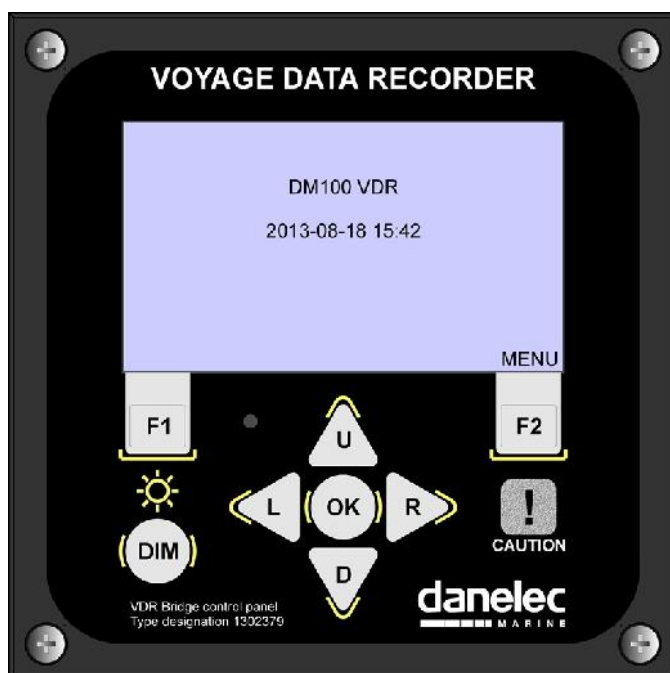 VOYAGE DATA RECORDER
DM100 VDR
2013-08-18 15:42
MENU
F1
F2
U
L
OK
R
D
DIM
!
CAUTION
VDR Bridge control panel
Type designation 1302379
danelec
MARINE